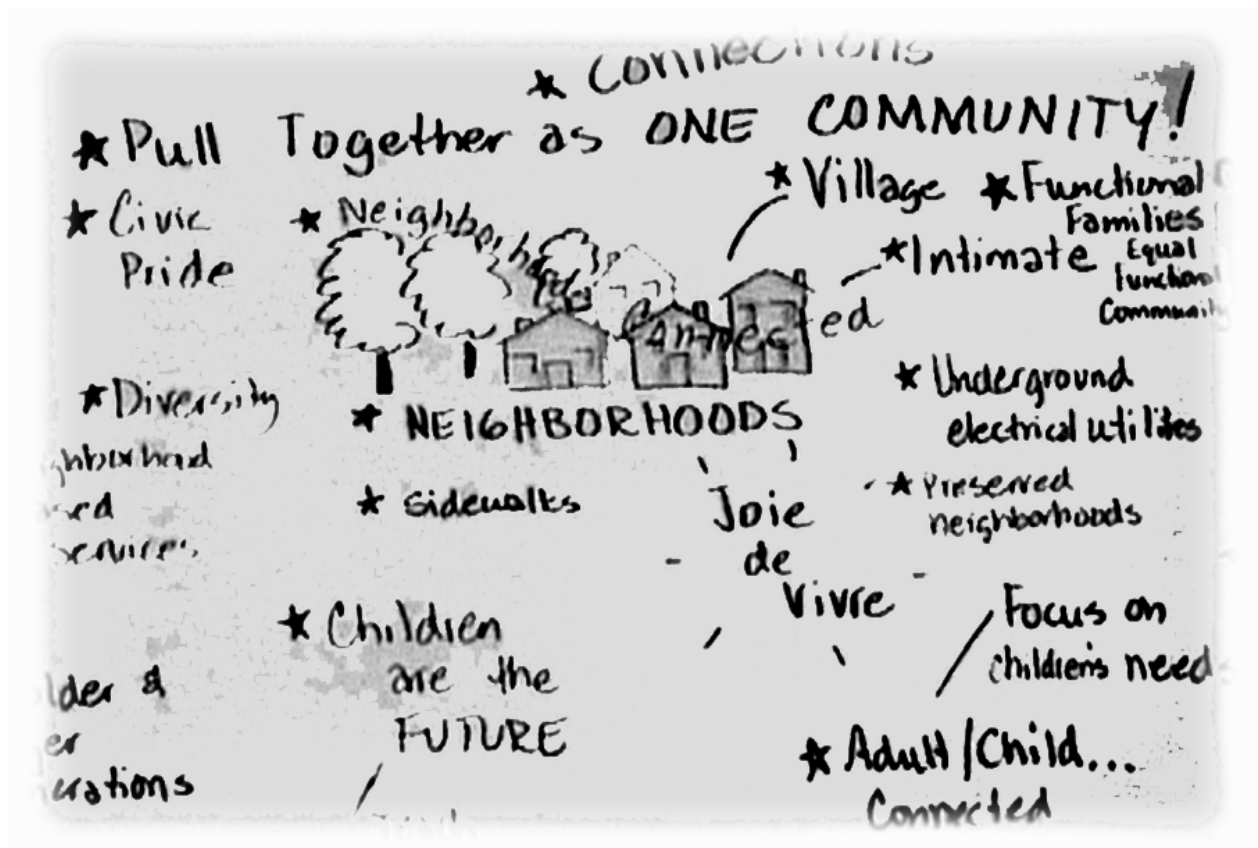 ★ Connections
★ Pull Together as ONE COMMUNITY!
★ Civic
Pride
★ Neighborhoods
Connected
★ Village
★ Functional
Families
Equal
functional
Community
★ Intimate
★ Diversity
★ NEIGHBORHOODS
★ Underground
electrical utilites
services
★ Sidewalks
Joie
de
Vivre
★ Preserved
neighborhoods
★ Children
are the
FUTURE
Focus on
children's need
★ Adult/Child...
Connected